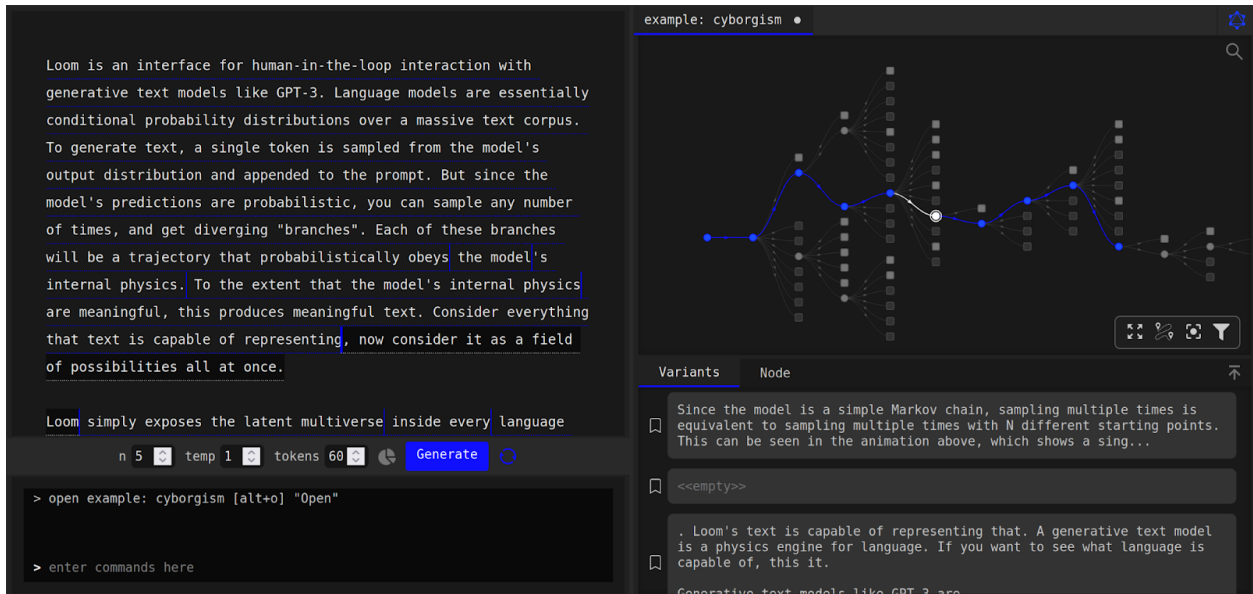 Loom is an interface for human-in-the-loop interaction with
generative text models like GPT-3. Language models are essentially
conditional probability distributions over a massive text corpus.
To generate text, a single token is sampled from the model's
output distribution and appended to the prompt. But since the
model's predictions are probabilistic, you can sample any number
of times, and get diverging "branches". Each of these branches
will be a trajectory that probabilistically obeys the model's
internal physics. To the extent that the model's internal physics
are meaningful, this produces meaningful text. Consider everything
that text is capable of representing, now consider it as a field
of possibilities all at once.
Loom simply exposes the latent multiverse inside every language
n 5 temp 1 tokens 60 Generate
> open example: cyborgism [alt+o] "Open"
> enter commands here
example: cyborgism ●
Variants Node
Since the model is a simple Markov chain, sampling multiple times is
equivalent to sampling multiple times with N different starting points.
This can be seen in the animation above, which shows a sing...
<<empty>>
. Loom's text is capable of representing that. A generative text model
is a physics engine for language. If you want to see what language is
capable of, this it.
Generative text models like GPT-3 are